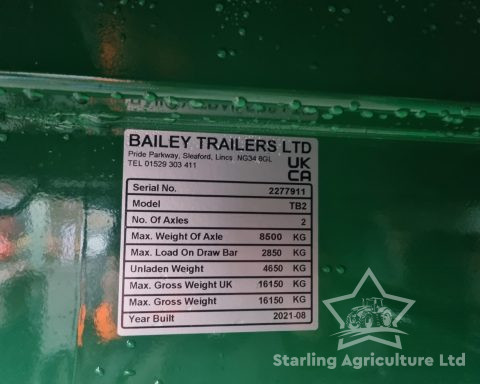 BAILEY TRAILERS LTD
Pride Parkway, Sleaford, Lincs. NG34 8GL
TEL 01529 303 411
UK
CA
Serial No. 2277911
Model TB2
No. Of Axles 2
Max. Weight Of Axle 8500 KG
Max. Load On Draw Bar 2850 KG
Unladen Weight 4650 KG
Max. Gross Weight UK 16150 KG
Max. Gross Weight 16150 KG
Year Built 2021-08
Starling Agriculture Ltd